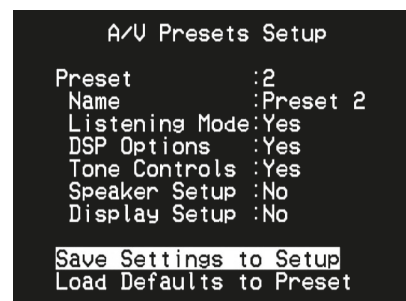 A/V Presets Setup
Preset :2
Name :Preset 2
Listening Mode:Yes
DSP Options :Yes
Tone Controls :Yes
Speaker Setup :No
Display Setup :No
Save Settings to Setup
Load Defaults to Preset